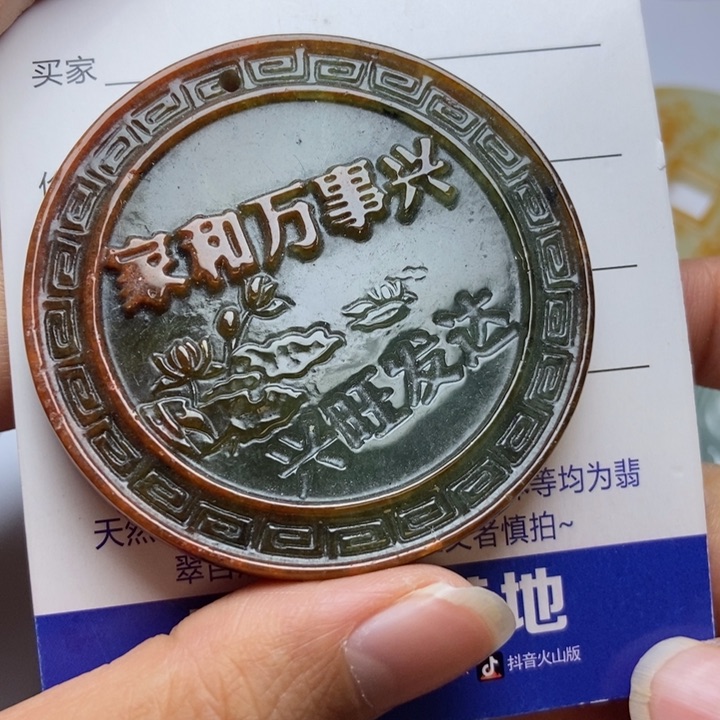 买家
家和万事兴
兴旺发达
等均为翡
天然
者慎拍~
翠
地
抖音火山版